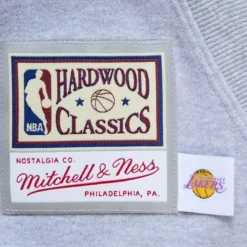 HARDWOOD
NBA
CLASSICS
NOSTALGIA CO.
Mitchell & Ness
PHILADELPHIA, PA.
LAKERS